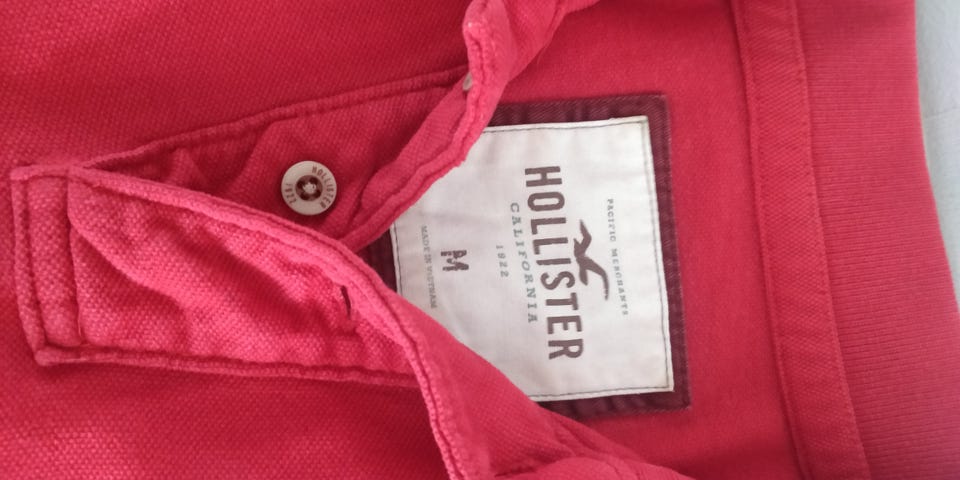 PACIFIC MERCHANTS
HOLLISTER
CALIFORNIA
1922
M
MADE IN VIETNAM
HOLLISTER
1922